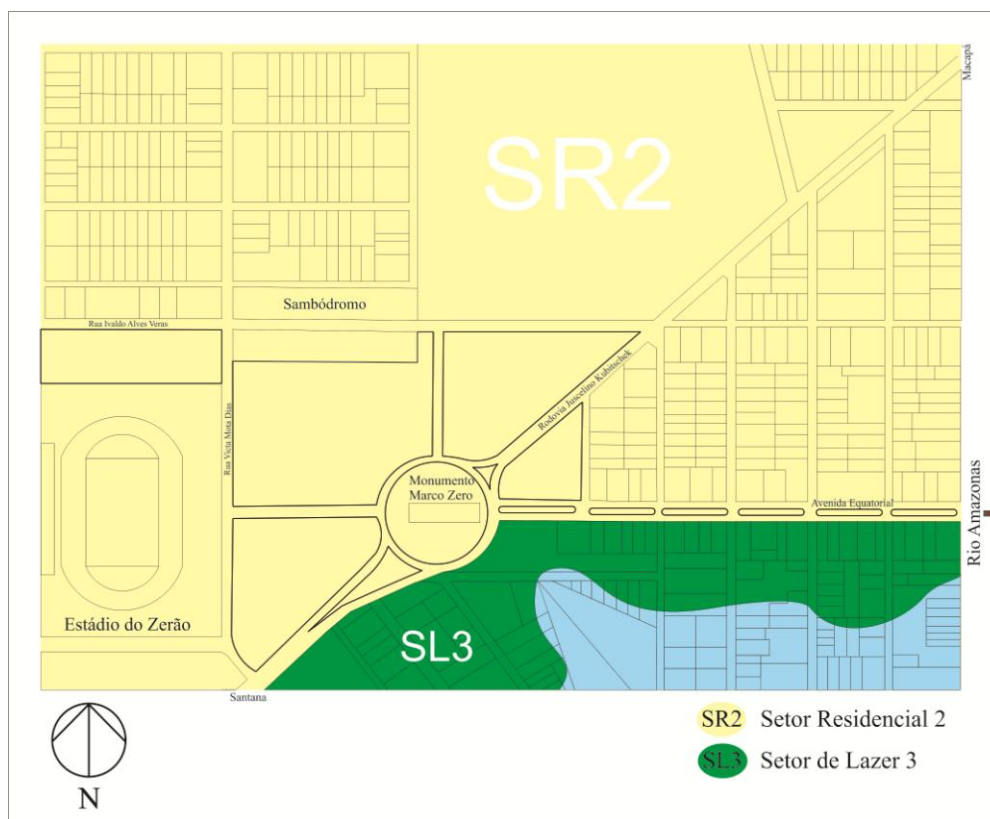 Macapá
SR2
Sambódromo
Rua Ivaldo Alves Veras
Rodovia Juscelino Kubitschek
Rua Victa Mota Dias
Monumento
Marco Zero
Avenida Equatorial
Rio Amazonas
Estádio do Zerão
SL3
Santana
SR2 Setor Residencial 2
SL3 Setor de Lazer 3
N